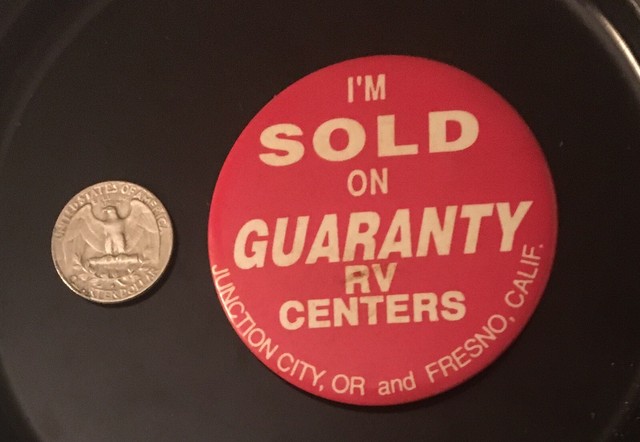 UNITED STATES OF AMERICA
QUARTER DOLLAR
I'M
SOLD
ON
GUARANTY
RV
CENTERS
JUNCTION CITY, OR and FRESNO, CALIF.